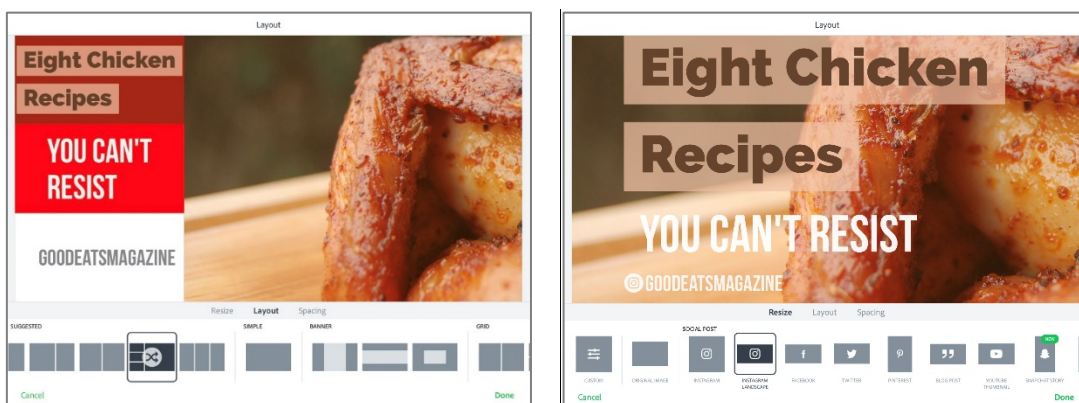 Layout
Eight Chicken
Recipes
YOU CAN'T
RESIST
GOODEATSMAGAZINE
Resize Layout Spacing
SUGGESTED SIMPLE BANNER GRID
Cancel Done
Layout
Eight Chicken
Recipes
YOU CAN'T RESIST
GOODEATSMAGAZINE
Resize Layout Spacing
SOCIAL POST
NEW
CUSTOM ORIGINAL IMAGE INSTAGRAM INSTAGRAM LANDSCAPE FACEBOOK TWITTER PINTEREST BLOG POST YOUTUBE THUMBNAIL SNAPCHAT STORY
Cancel Done